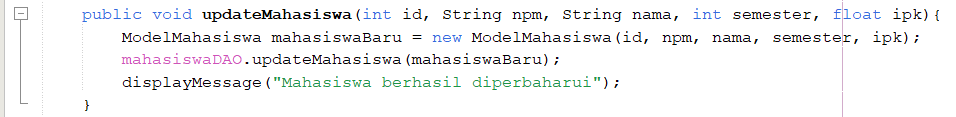 public void updateMahasiswa(int id, String npm, String nama, int semester, float ipk){
ModelMahasiswa mahasiswaBaru = new ModelMahasiswa(id, npm, nama, semester, ipk);
mahasiswaDAO.updateMahasiswa(mahasiswaBaru);
displayMessage("Mahasiswa berhasil diperbaharui");
}